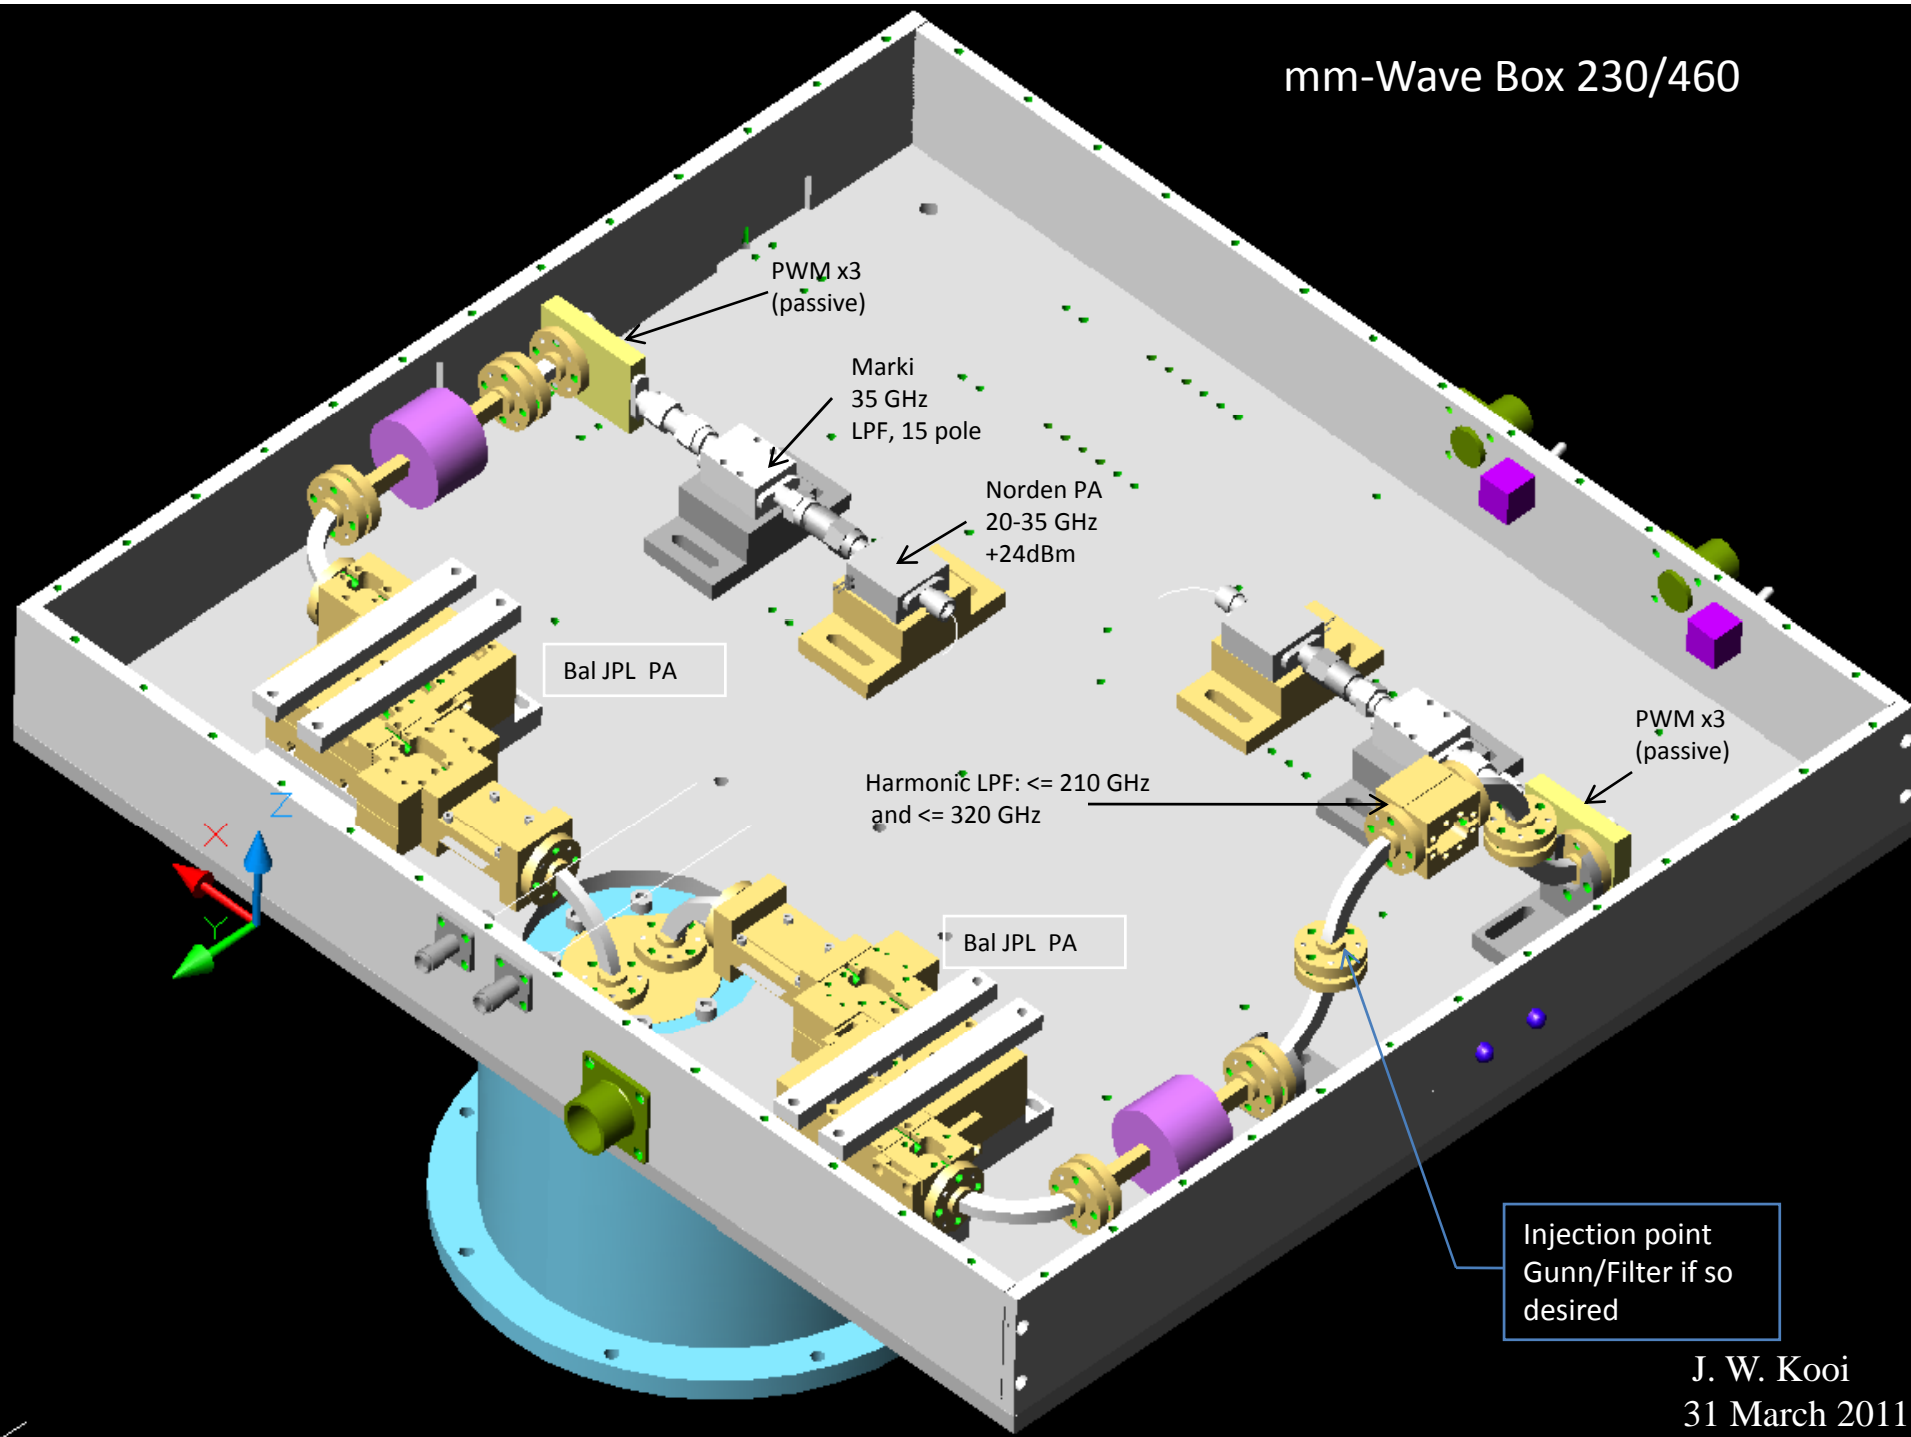 mm-Wave Box 230/460
PWM x3
(passive)
Marki
35 GHz
LPF, 15 pole
Norden PA
20-35 GHz
+24dBm
Bal JPL PA
PWM x3
(passive)
Harmonic LPF: <= 210 GHz
and <= 320 GHz
X
Z
Y
Bal JPL PA
Injection point
Gunn/Filter if so
desired
J. W. Kooi
31 March 2011